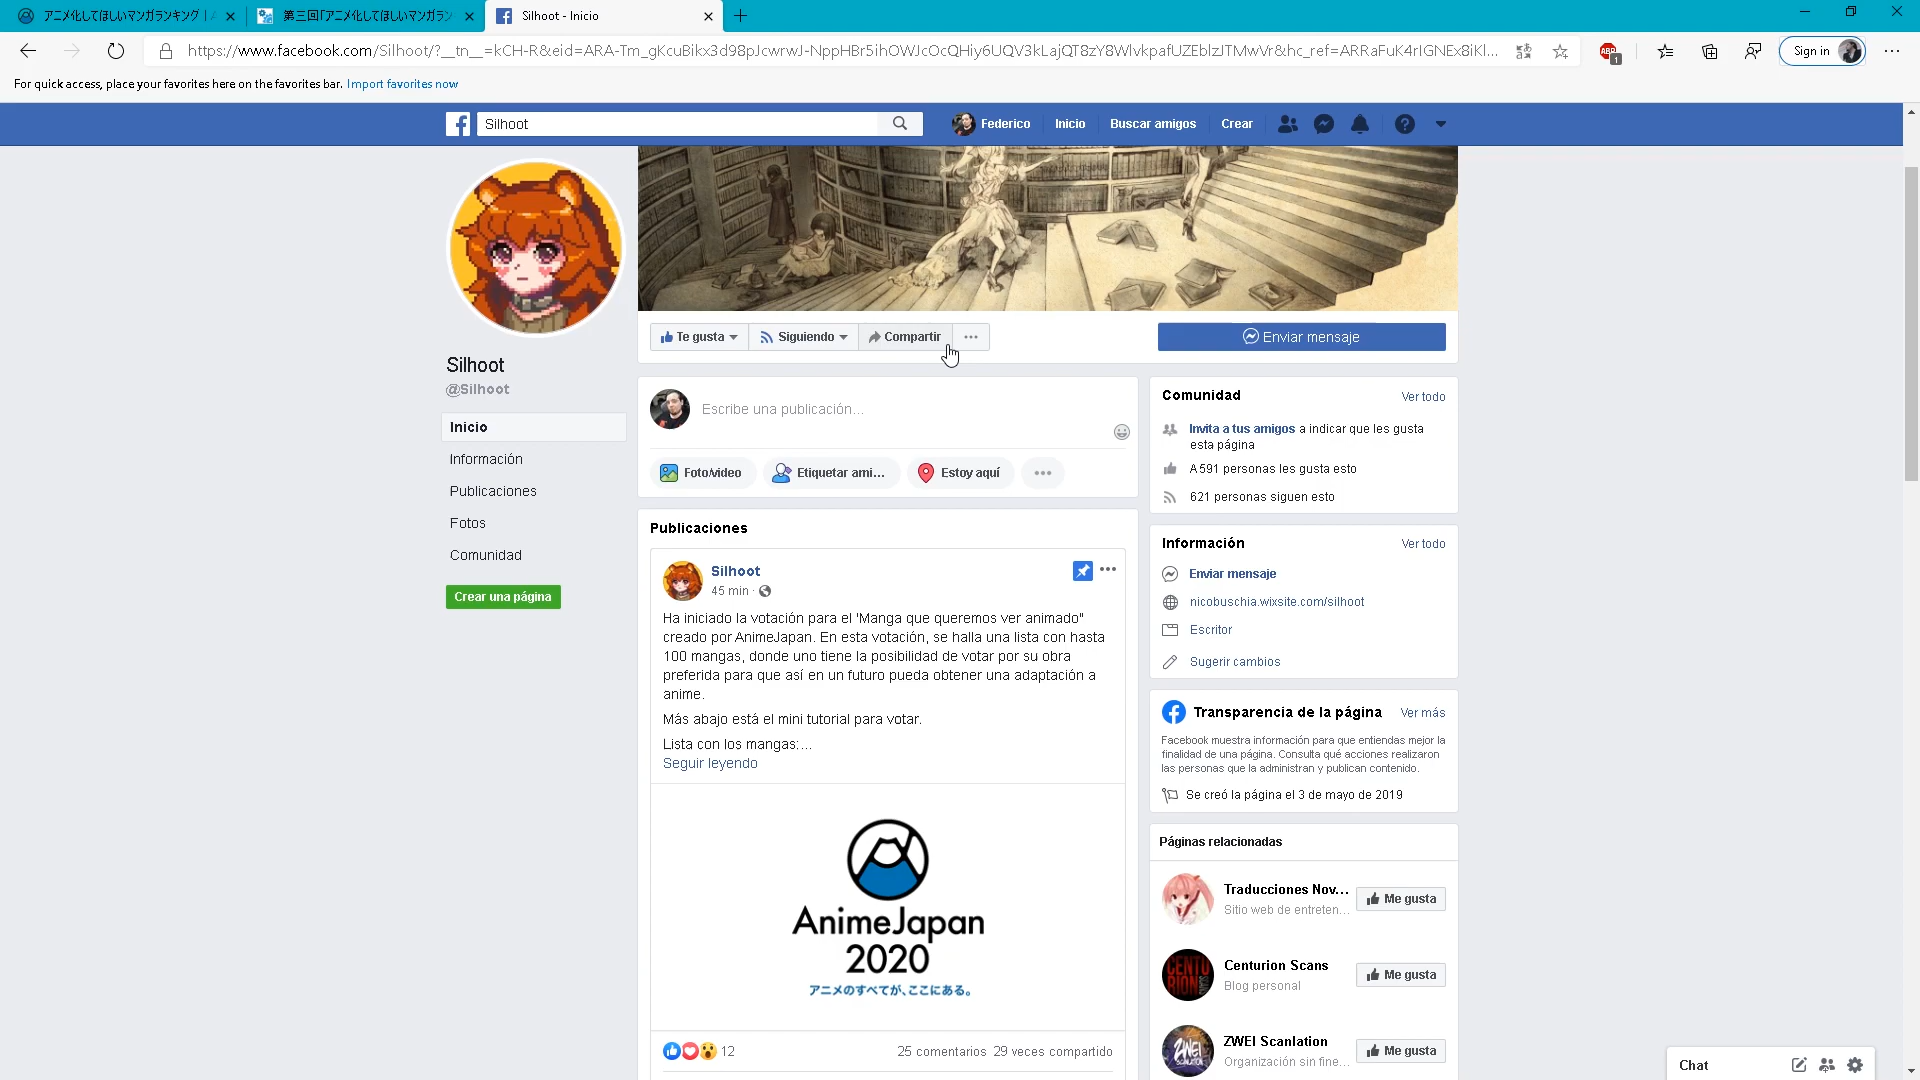 アニメ化してほしいマンガランキング | A
第三回「アニメ化してほしいマンガラン
Silhoot - Inicio
https://www.facebook.com/Silhoot/?__tn__=kCH-R&eid=ARA-Tm_gKcuBikx3d98pJcwrwJ-NppHBr5ihOWJcOcQHiy6UQV3kLajQT8zY8WlvkpafUZEblzJTMwVr&hc_ref=ARRaFuK4rIGNEx8iKl...
ABP
1
Sign in
For quick access, place your favorites here on the favorites bar. Import favorites now
Silhoot
Federico
Inicio
Buscar amigos
Crear
Te gusta
Siguiendo
Compartir
Enviar mensaje
Silhoot
@Silhoot
Inicio
Información
Publicaciones
Fotos
Comunidad
Crear una página
Escribe una publicación...
Foto/video
Etiquetar ami...
Estoy aquí
Publicaciones
Silhoot
45 min ·
Ha iniciado la votación para el 'Manga que queremos ver animado"
creado por AnimeJapan. En esta votación, se halla una lista con hasta
100 mangas, donde uno tiene la posibilidad de votar por su obra
preferida para que así en un futuro pueda obtener una adaptación a
anime.
Más abajo está el mini tutorial para votar.
Lista con los mangas:...
Seguir leyendo
AnimeJapan
2020
アニメのすべてが、ここにある。
12
25 comentarios 29 veces compartido
Comunidad
Ver todo
Invita a tus amigos a indicar que les gusta
esta página
A 591 personas les gusta esto
621 personas siguen esto
Información
Ver todo
Enviar mensaje
nicobuschia.wixsite.com/silhoot
Escritor
Sugerir cambios
Transparencia de la página
Ver más
Facebook muestra información para que entiendas mejor la
finalidad de una página. Consulta qué acciones realizaron
las personas que la administran y publican contenido.
Se creó la página el 3 de mayo de 2019
Páginas relacionadas
Traducciones Nov...
Sitio web de entreten...
Me gusta
CENTU
RION
Centurion Scans
Blog personal
Me gusta
ZWEI
ZWEI Scanlation
Organización sin fine...
Me gusta
Chat